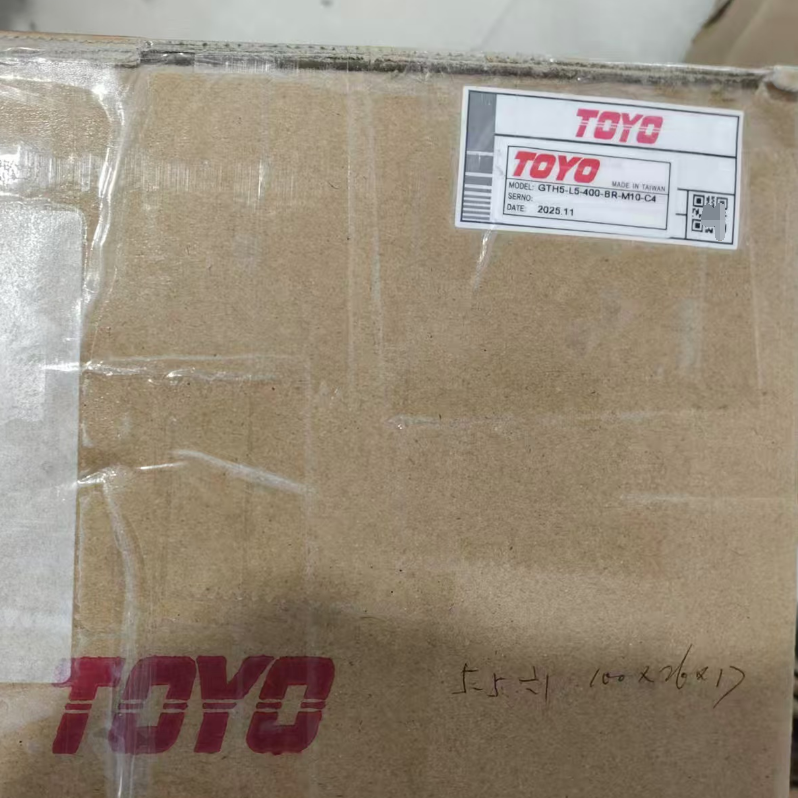 TOYO
TOYO
MADE IN TAIWAN
MODEL: GTH5-L5-400-BR-M10-C4
SERNO:
DATE: 2025.11
TOYO
100×26×17